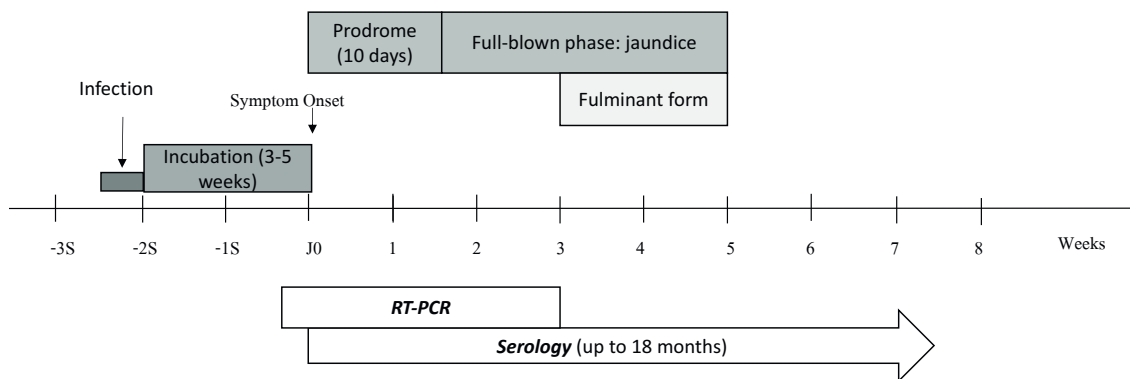 Prodrome
(10 days)
Full-blown phase: jaundice
Infection
Symptom Onset
Fulminant form
Incubation (3-5
weeks)
-3S -2S -1S J0 1 2 3 4 5 6 7 8 Weeks
RT-PCR
Serology (up to 18 months)